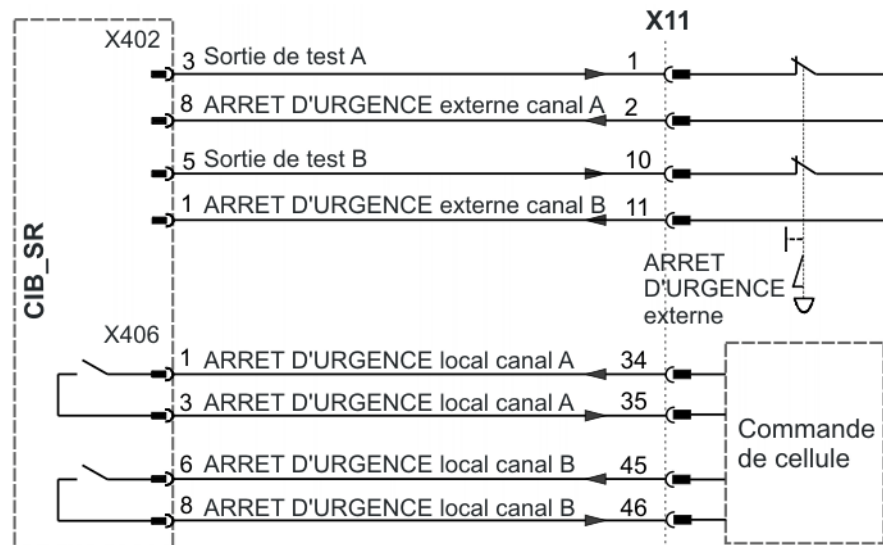 X11
X402
3 Sortie de test A 1
8 ARRET D'URGENCE externe canal A 2
5 Sortie de test B 10
1 ARRET D'URGENCE externe canal B 11
CIB_SR
ARRET
D'URGENCE
externe
X406
1 ARRET D'URGENCE local canal A 34
3 ARRET D'URGENCE local canal A 35
6 ARRET D'URGENCE local canal B 45
8 ARRET D'URGENCE local canal B 46
Commande
de cellule